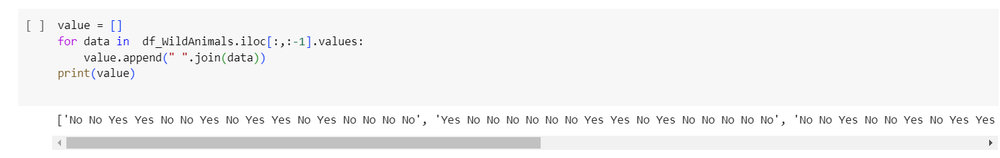 [ ] value = []
for data in  df_WildAnimals.iloc[:,:-1].values:
    value.append(" ".join(data))
print(value)
['No No Yes Yes No No Yes No Yes Yes No Yes No No No No', 'Yes No No No No No No Yes Yes No Yes No No No No No', 'No No Yes No No Yes No Yes Yes